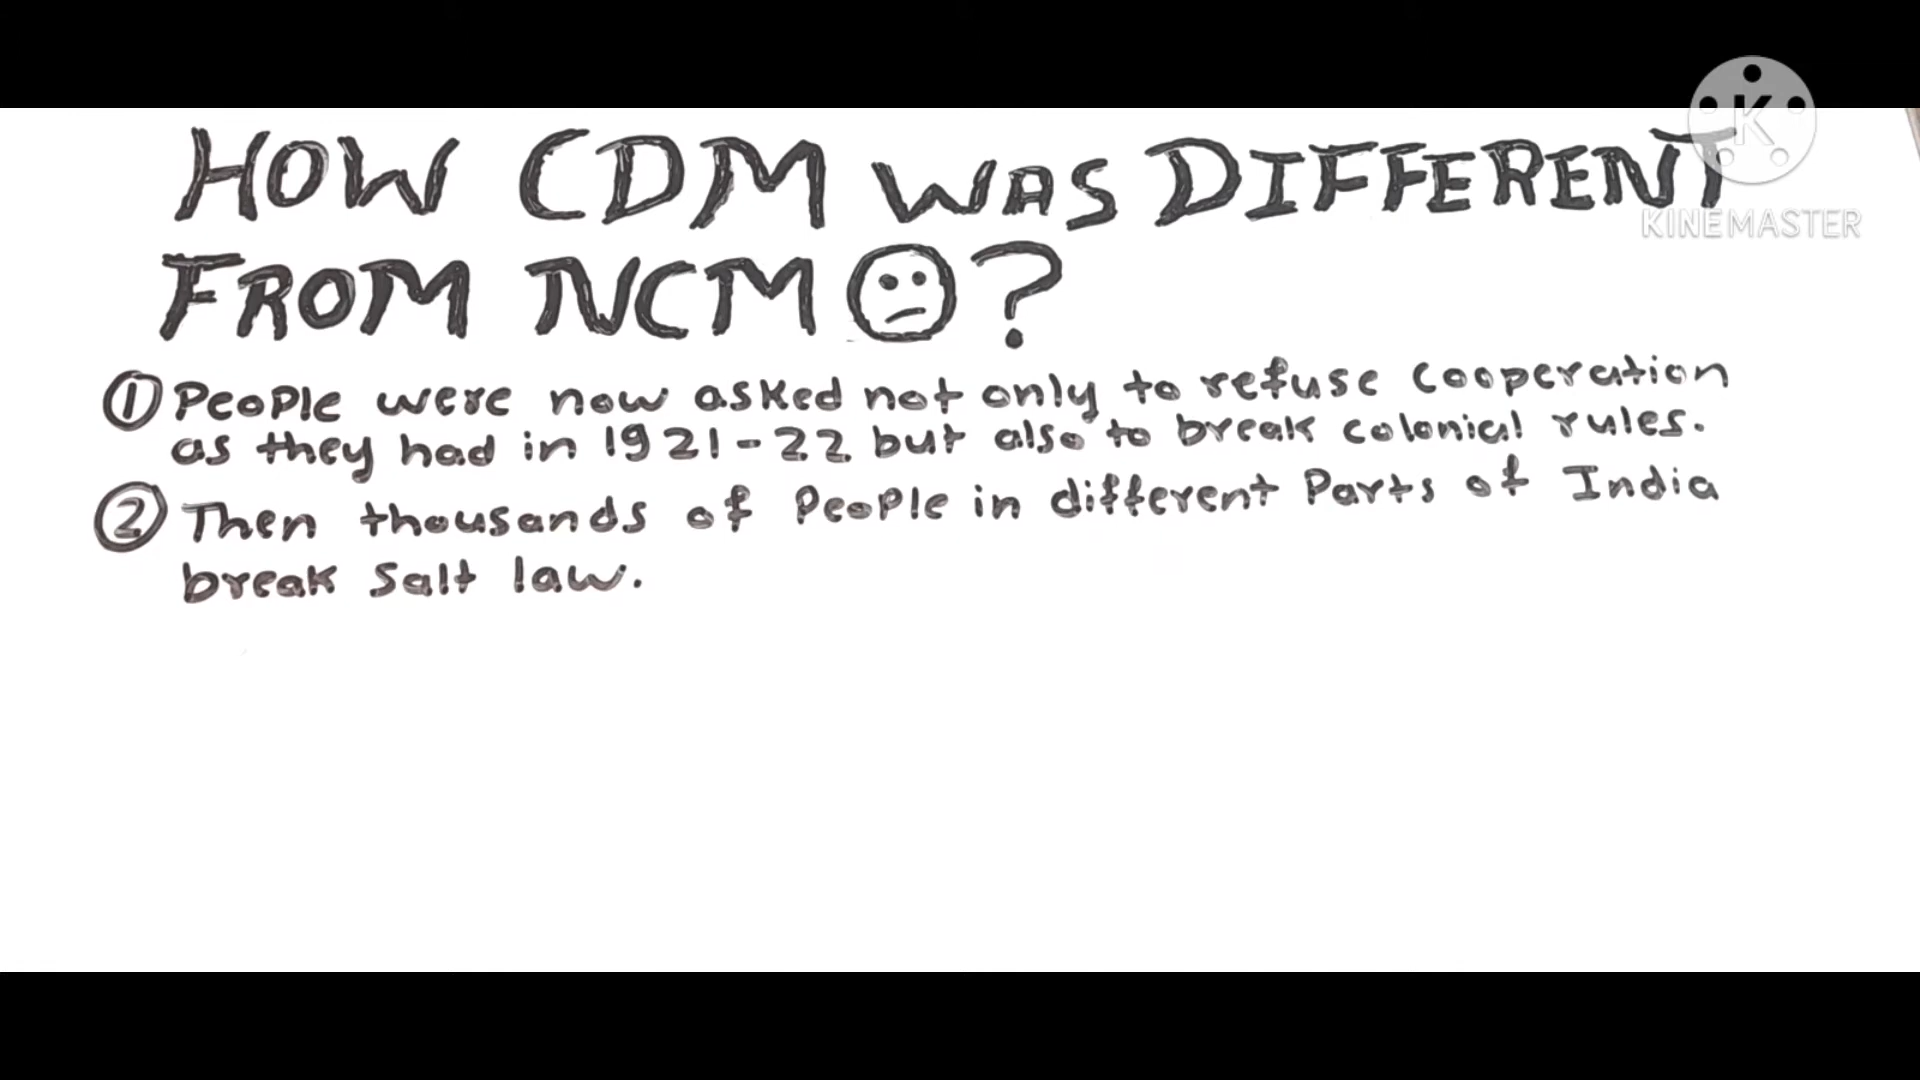 HOW CDM WAS DIFFERENT
FROM NCM ?
① People were now asked not only to refuse cooperation
as they had in 1921-22 but also to break colonial rules.
② Then thousands of People in different Parts of India
break Salt law.
K
KINEMASTER